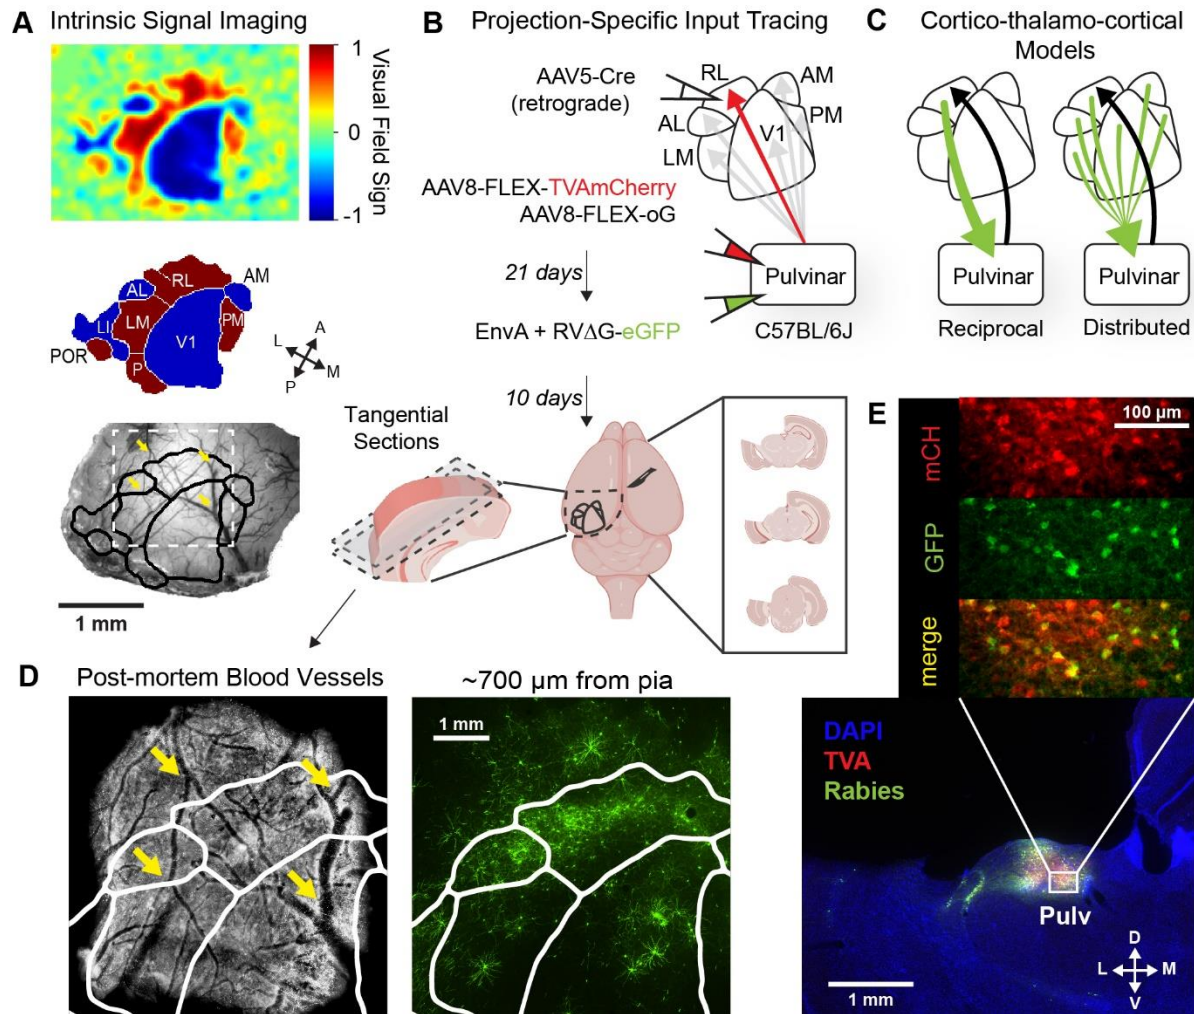 A Intrinsic Signal Imaging
1
0
-1
Visual Field Sign
RL
AM
AL
LM
LI
PM
V1
POR
P
A
L
M
P
1 mm
B Projection-Specific Input Tracing
AAV5-Cre
(retrograde)
RL
AM
AL
V1
PM
LM
AAV8-FLEX-TVAmCherry
AAV8-FLEX-oG
21 days
Pulvinar
EnvA + RVΔG-eGFP
C57BL/6J
10 days
Tangential
Sections
C Cortico-thalamo-cortical
Models
Pulvinar
Pulvinar
Reciprocal
Distributed
D Post-mortem Blood Vessels
~700 µm from pia
1 mm
E
100 µm
mCH
GFP
merge
DAPI
TVA
Rabies
Pulv
D
L
M
V
1 mm